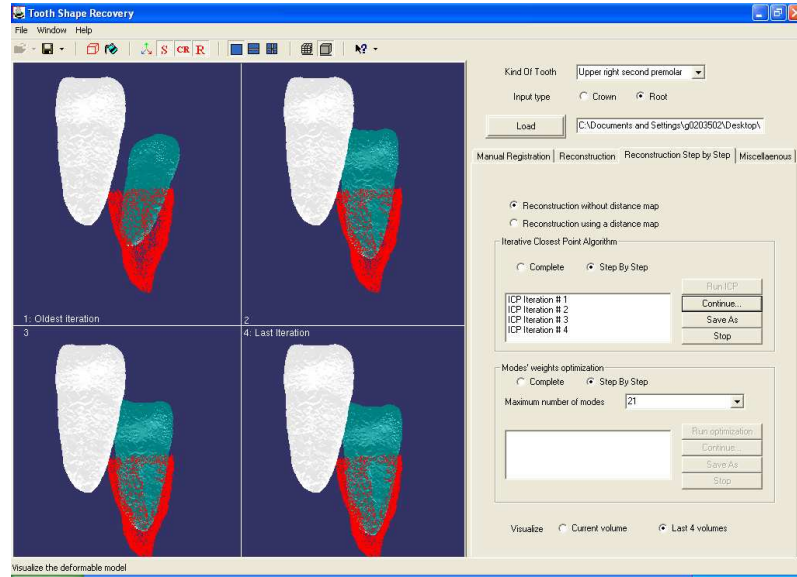 Tooth Shape Recovery
File Window Help
S CR R
Kind Of Tooth Upper right second premolar
Input type Crown Root
Load C:\Documents and Settings\g0203502\Desktop\
Manual Registration Reconstruction Reconstruction Step by Step Miscellaenous
Reconstruction without distance map
Reconstruction using a distance map
Iterative Closest Point Algorithm
Complete Step By Step
Run ICP
ICP Iteration # 1
ICP Iteration # 2
ICP Iteration # 3
ICP Iteration # 4
Continue...
Save As
Stop
1: Oldest iteration
2
3
4: Last Iteration
Modes' weights optimization
Complete Step By Step
Maximum number of modes 21
Run optimization
Continue...
Save As
Stop
Visualize Current volume Last 4 volumes
Visualize the deformable model